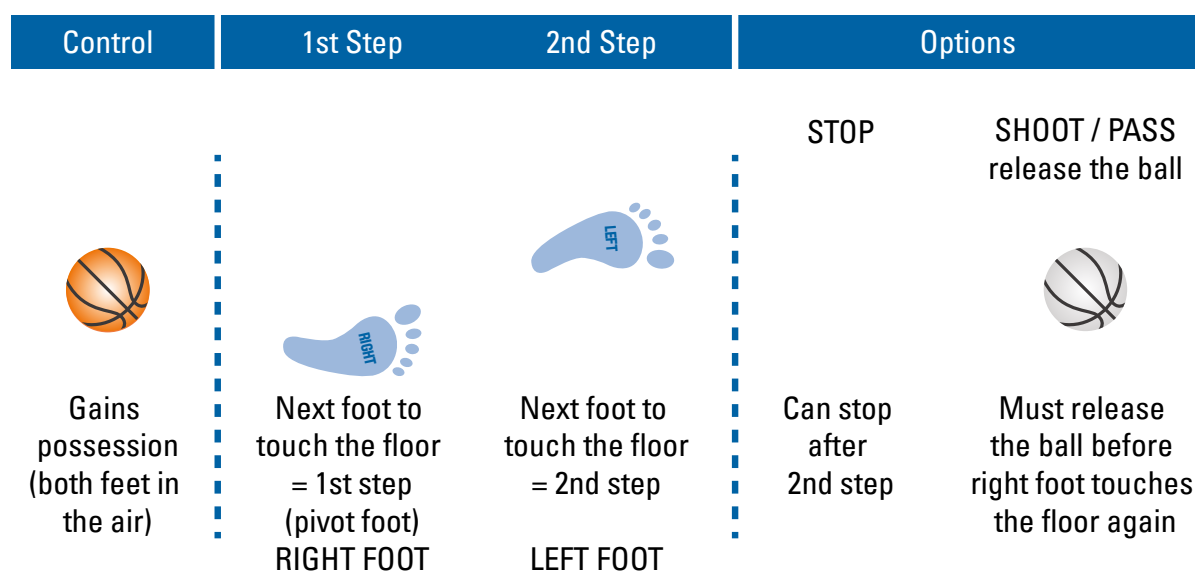 Control
1st Step
2nd Step
Options
STOP
SHOOT / PASS
release the ball
RIGHT
LEFT
Gains
possession
(both feet in
the air)
Next foot to
touch the floor
= 1st step
(pivot foot)
RIGHT FOOT
Next foot to
touch the floor
= 2nd step
LEFT FOOT
Can stop
after
2nd step
Must release
the ball before
right foot touches
the floor again